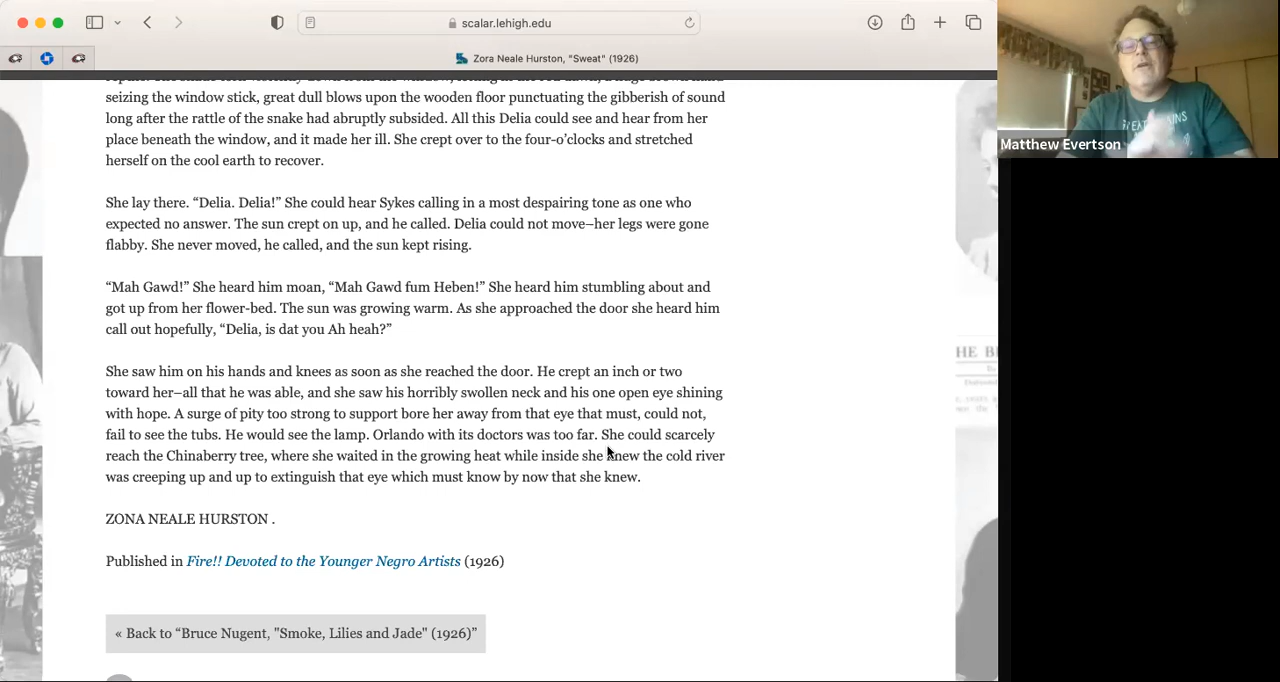 scalar.lehigh.edu
Zora Neale Hurston, "Sweat" (1926)
seizing the window stick, great dull blows upon the wooden floor punctuating the gibberish of sound
long after the rattle of the snake had abruptly subsided. All this Delia could see and hear from her
place beneath the window, and it made her ill. She crept over to the four-o’clocks and stretched
herself on the cool earth to recover.
She lay there. “Delia. Delia!” She could hear Sykes calling in a most despairing tone as one who
expected no answer. The sun crept on up, and he called. Delia could not move–her legs were gone
flabby. She never moved, he called, and the sun kept rising.
“Mah Gawd!” She heard him moan, “Mah Gawd fum Heben!” She heard him stumbling about and
got up from her flower-bed. The sun was growing warm. As she approached the door she heard him
call out hopefully, “Delia, is dat you Ah heah?”
She saw him on his hands and knees as soon as she reached the door. He crept an inch or two
toward her–all that he was able, and she saw his horribly swollen neck and his one open eye shining
with hope. A surge of pity too strong to support bore her away from that eye that must, could not,
fail to see the tubs. He would see the lamp. Orlando with its doctors was too far. She could scarcely
reach the Chinaberry tree, where she waited in the growing heat while inside she knew the cold river
was creeping up and up to extinguish that eye which must know by now that she knew.
ZONA NEALE HURSTON .
Published in Fire!! Devoted to the Younger Negro Artists (1926)
« Back to “Bruce Nugent, "Smoke, Lilies and Jade" (1926)”
HE B
Matthew Evertson